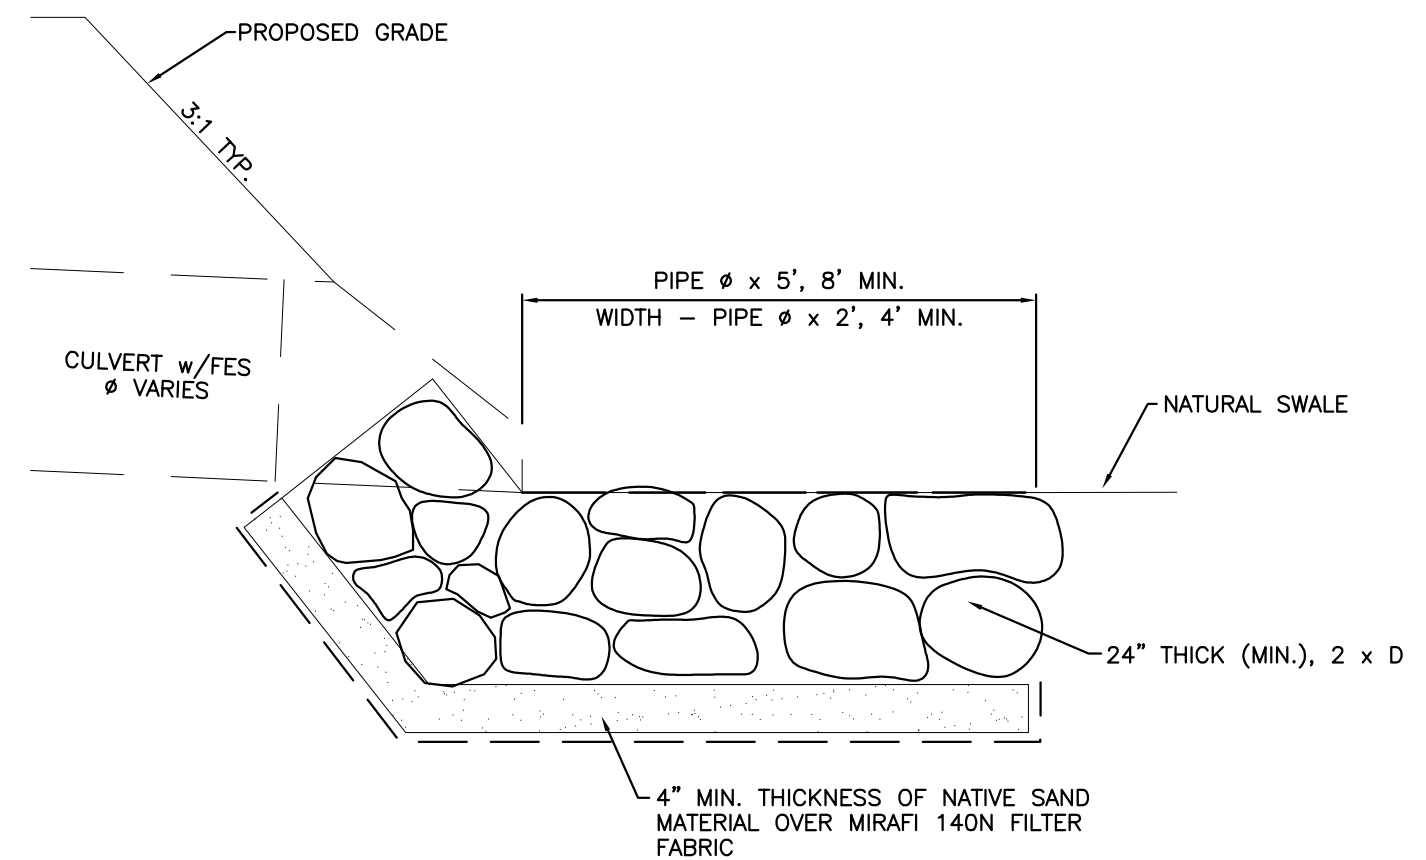 PROPOSED GRADE
3:1 TYP.
PIPE Ø x 5', 8' MIN.
WIDTH – PIPE Ø x 2', 4' MIN.
CULVERT w/FES
Ø VARIES
NATURAL SWALE
24" THICK (MIN.), 2 x D
4" MIN. THICKNESS OF NATIVE SAND
MATERIAL OVER MIRAFI 140N FILTER
FABRIC